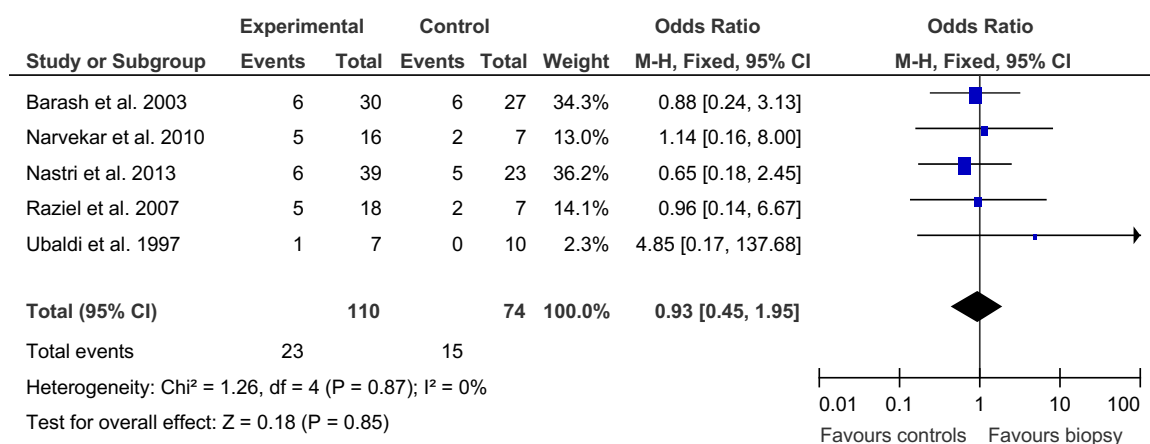 Experimental Control Odds Ratio Odds Ratio
Study or Subgroup Events Total Events Total Weight M-H, Fixed, 95% CI M-H, Fixed, 95% CI
Barash et al. 2003 6 30 6 27 34.3% 0.88 [0.24, 3.13]
Narvekar et al. 2010 5 16 2 7 13.0% 1.14 [0.16, 8.00]
Nastri et al. 2013 6 39 5 23 36.2% 0.65 [0.18, 2.45]
Raziel et al. 2007 5 18 2 7 14.1% 0.96 [0.14, 6.67]
Ubaldi et al. 1997 1 7 0 10 2.3% 4.85 [0.17, 137.68]
Total (95% CI) 110 74 100.0% 0.93 [0.45, 1.95]
Total events 23 15
Heterogeneity: Chi² = 1.26, df = 4 (P = 0.87); I² = 0%
Test for overall effect: Z = 0.18 (P = 0.85)
0.01 0.1 1 10 100
Favours controls Favours biopsy